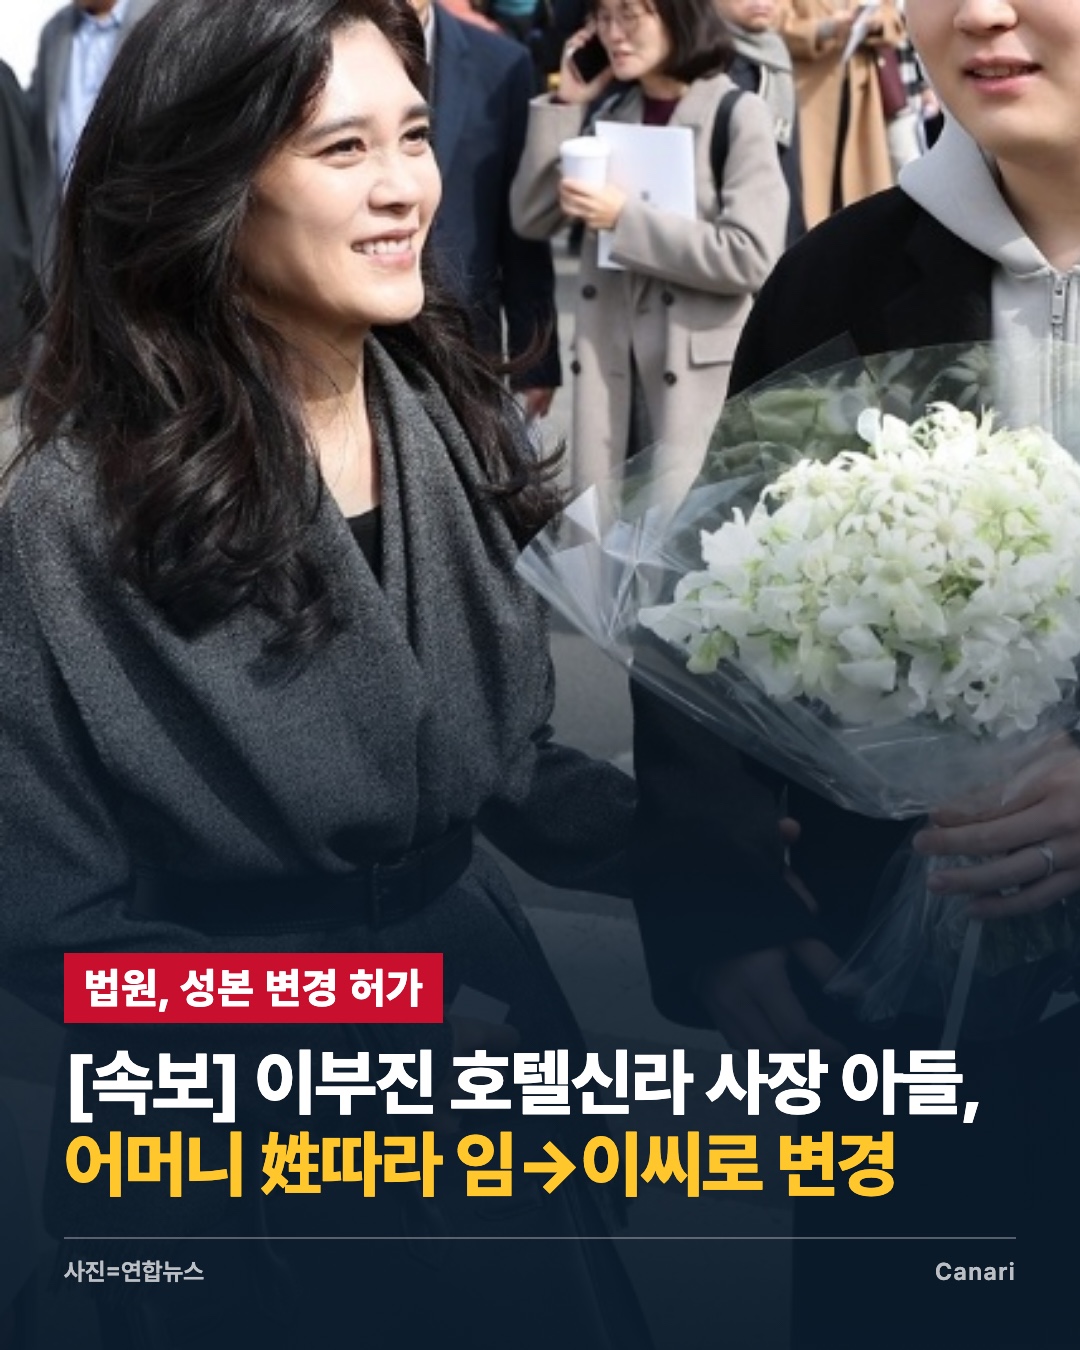 법원, 성본 변경 허가
[속보] 이부진 호텔신라 사장 아들,
어머니 姓따라 임→이씨로 변경
사진=연합뉴스
Canari